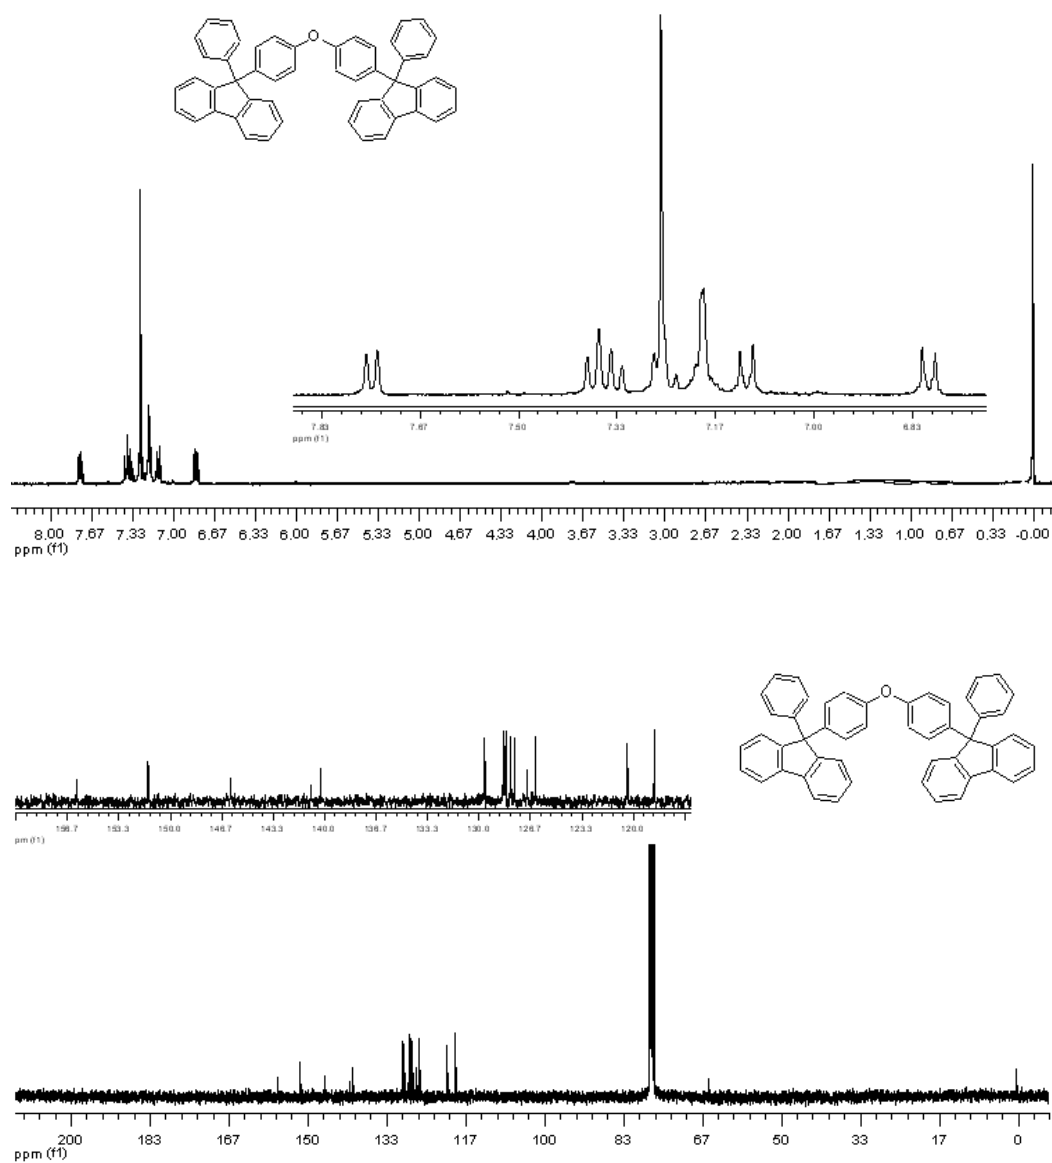 O
7.83 7.67 7.50 7.33 7.17 7.00 6.83
ppm (f1)
8.00 7.67 7.33 7.00 6.67 6.33 6.00 5.67 5.33 5.00 4.67 4.33 4.00 3.67 3.33 3.00 2.67 2.33 2.00 1.67 1.33 1.00 0.67 0.33 -0.00
ppm (f1)
O
156.7 153.3 150.0 146.7 143.3 140.0 136.7 133.3 130.0 126.7 123.3 120.0
pm (f1)
200 183 167 150 133 117 100 83 67 50 33 17 0
ppm (f1)